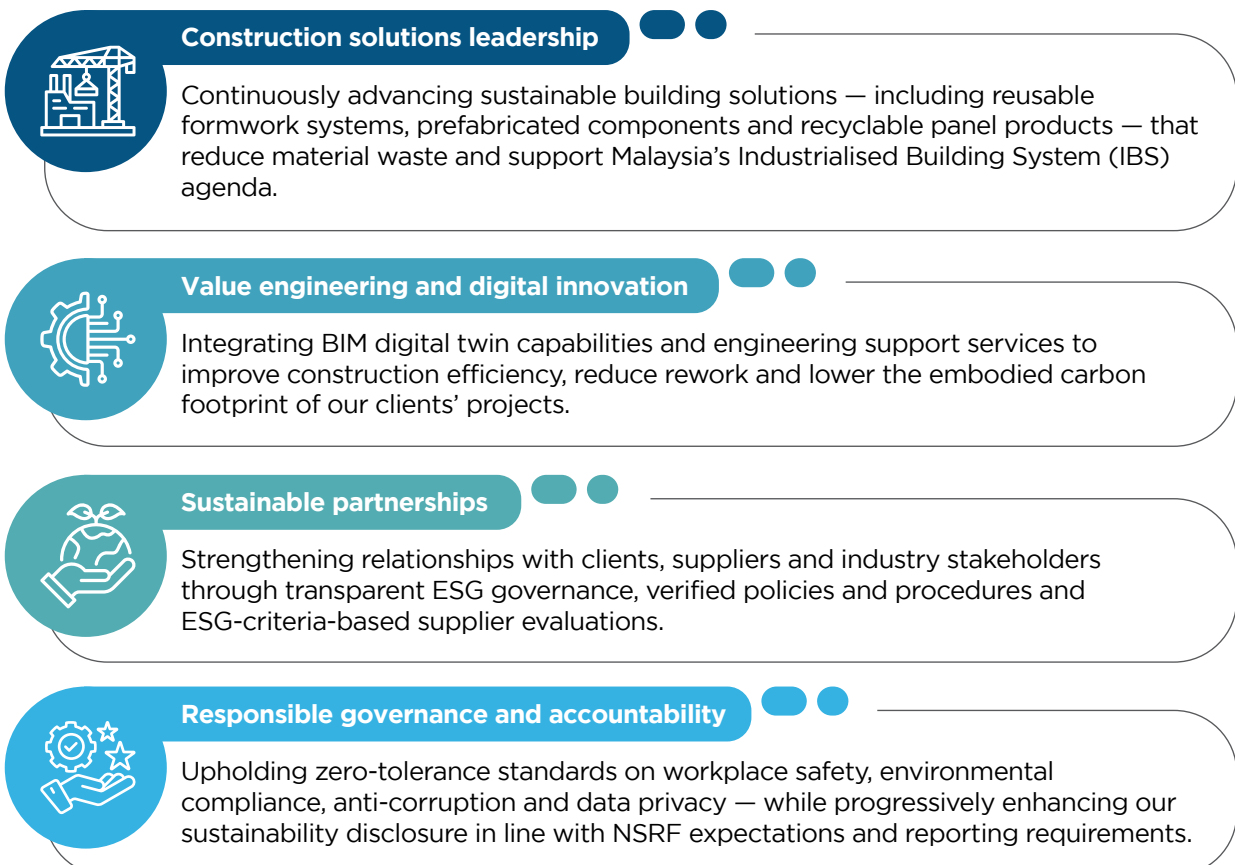 Construction solutions leadership
Continuously advancing sustainable building solutions — including reusable
formwork systems, prefabricated components and recyclable panel products — that
reduce material waste and support Malaysia's Industrialised Building System (IBS)
agenda.
Value engineering and digital innovation
Integrating BIM digital twin capabilities and engineering support services to
improve construction efficiency, reduce rework and lower the embodied carbon
footprint of our clients' projects.
Sustainable partnerships
Strengthening relationships with clients, suppliers and industry stakeholders
through transparent ESG governance, verified policies and procedures and
ESG-criteria-based supplier evaluations.
Responsible governance and accountability
Upholding zero-tolerance standards on workplace safety, environmental
compliance, anti-corruption and data privacy — while progressively enhancing our
sustainability disclosure in line with NSRF expectations and reporting requirements.